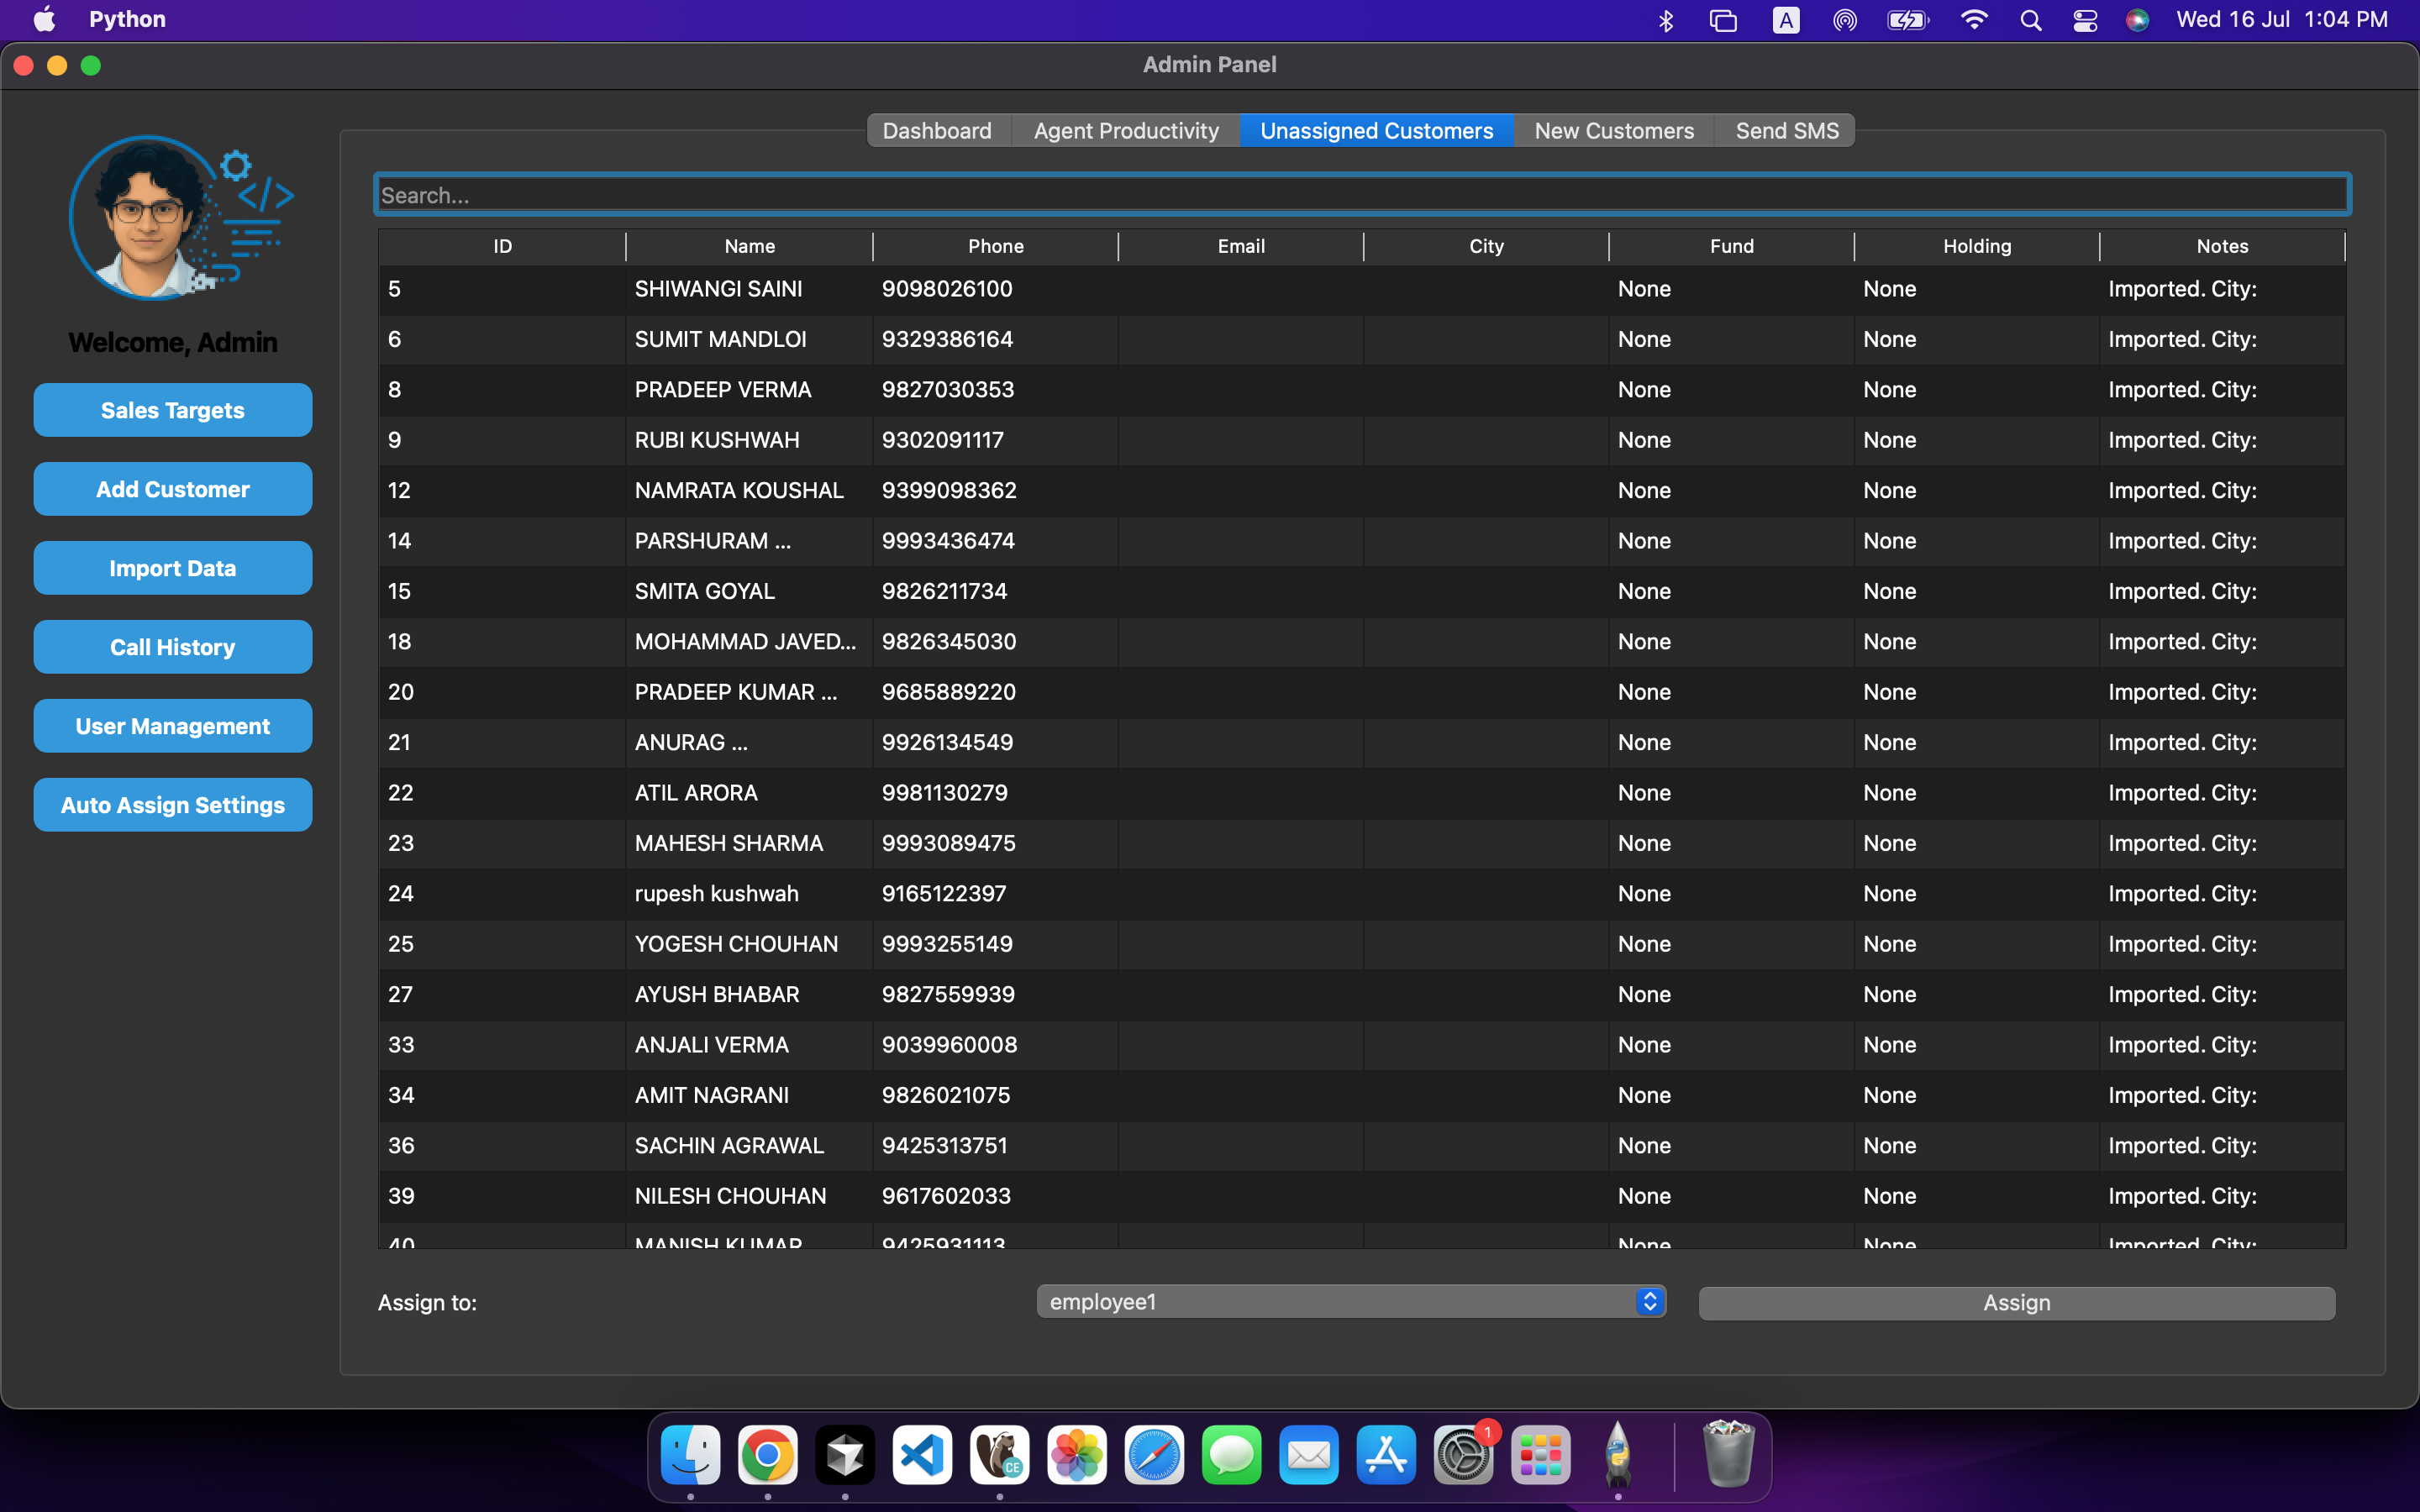 Python
A
Wed 16 Jul 1:04 PM
Admin Panel
Dashboard Agent Productivity Unassigned Customers New Customers Send SMS
</>
Welcome, Admin
Sales Targets
Add Customer
Import Data
Call History
User Management
Auto Assign Settings
Search...
ID Name Phone Email City Fund Holding Notes
5 SHIWANGI SAINI 9098026100 None None Imported. City:
6 SUMIT MANDLOI 9329386164 None None Imported. City:
8 PRADEEP VERMA 9827030353 None None Imported. City:
9 RUBI KUSHWAH 9302091117 None None Imported. City:
12 NAMRATA KOUSHAL 9399098362 None None Imported. City:
14 PARSHURAM ... 9993436474 None None Imported. City:
15 SMITA GOYAL 9826211734 None None Imported. City:
18 MOHAMMAD JAVED... 9826345030 None None Imported. City:
20 PRADEEP KUMAR ... 9685889220 None None Imported. City:
21 ANURAG ... 9926134549 None None Imported. City:
22 ATIL ARORA 9981130279 None None Imported. City:
23 MAHESH SHARMA 9993089475 None None Imported. City:
24 rupesh kushwah 9165122397 None None Imported. City:
25 YOGESH CHOUHAN 9993255149 None None Imported. City:
27 AYUSH BHABAR 9827559939 None None Imported. City:
33 ANJALI VERMA 9039960008 None None Imported. City:
34 AMIT NAGRANI 9826021075 None None Imported. City:
36 SACHIN AGRAWAL 9425313751 None None Imported. City:
39 NILESH CHOUHAN 9617602033 None None Imported. City:
40 MANISH KUMAR 9425931113 None None Imported. City:
Assign to: employee1 Assign
CE
1